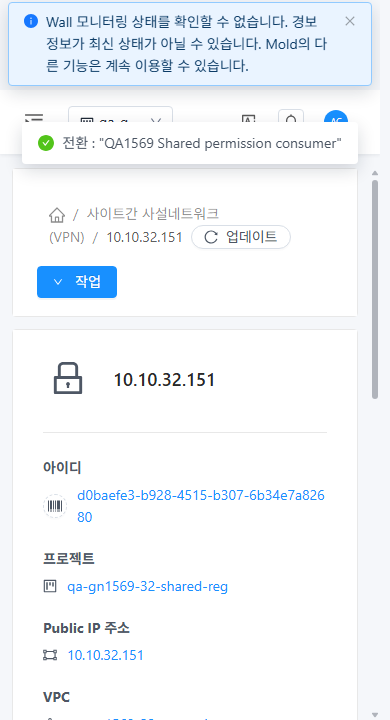 Wall 모니터링 상태를 확인할 수 없습니다. 경보
정보가 최신 상태가 아닐 수 있습니다. Mold의 다
른 기능은 계속 이용할 수 있습니다.
전환 : "QA1569 Shared permission consumer"
/ 사이트간 사설네트워크
(VPN) / 10.10.32.151 업데이트
작업
10.10.32.151
아이디
d0baefe3-b928-4515-b307-6b34e7a826
80
프로젝트
qa-gn1569-32-shared-reg
Public IP 주소
10.10.32.151
VPC